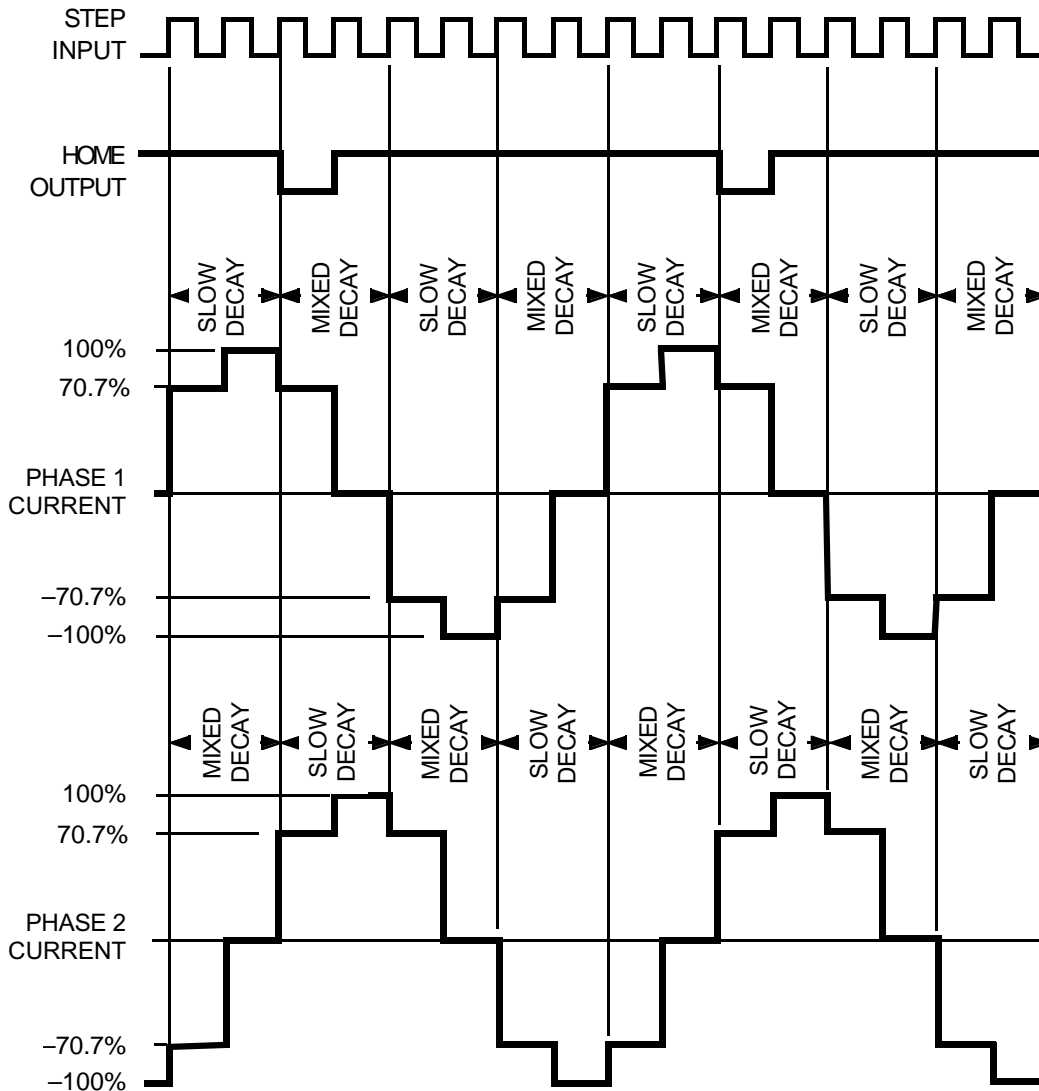 STEP
INPUT
HOME
OUTPUT
SLOW
DECAY
MIXED
DECAY
SLOW
DECAY
MIXED
DECAY
SLOW
DECAY
MIXED
DECAY
SLOW
DECAY
MIXED
DECAY
100%
70.7%
PHASE 1
CURRENT
–70.7%
–100%
MIXED
DECAY
SLOW
DECAY
MIXED
DECAY
SLOW
DECAY
MIXED
DECAY
SLOW
DECAY
MIXED
DECAY
SLOW
DECAY
100%
70.7%
PHASE 2
CURRENT
–70.7%
–100%